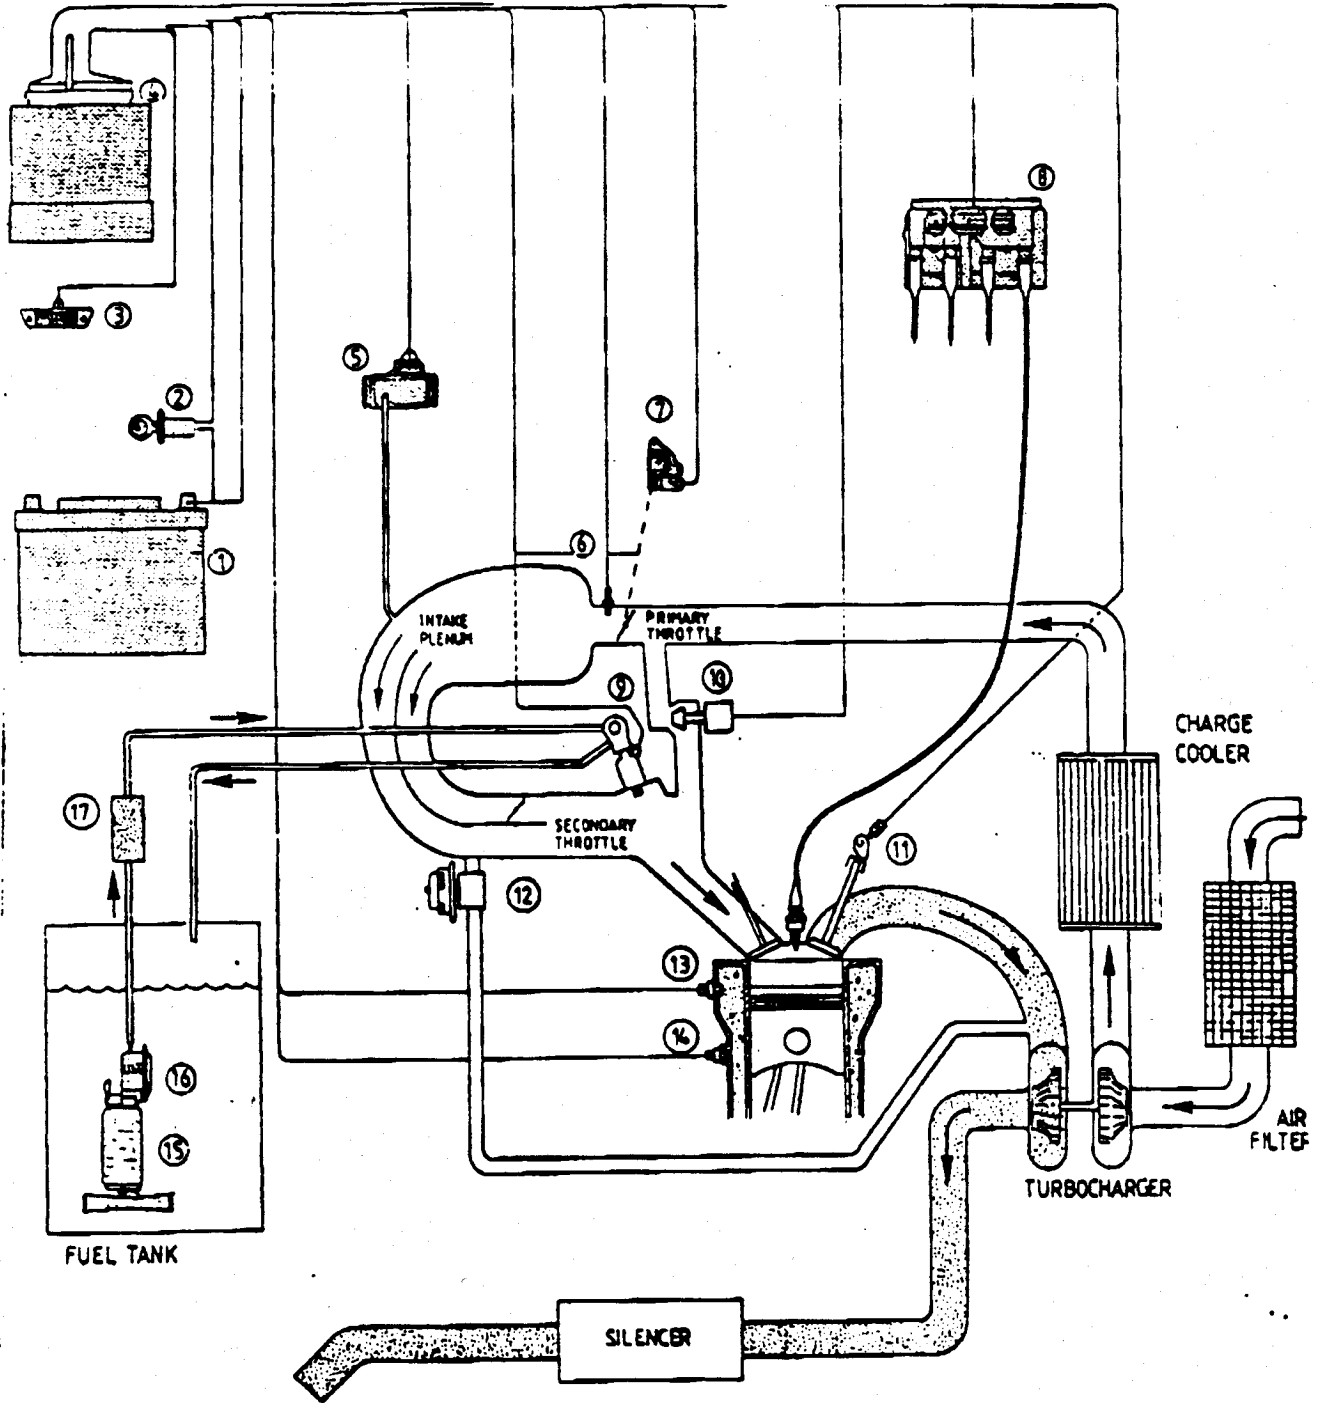 4
8
3
5
2
7
6
1
INTAKE
PLENUM
PRIMARY
THROTTLE
9
10
CHARGE
COOLER
17
SECONDARY
THROTTLE
11
12
13
14
16
15
AIR
FILTER
TURBOCHARGER
FUEL TANK
SILENCER